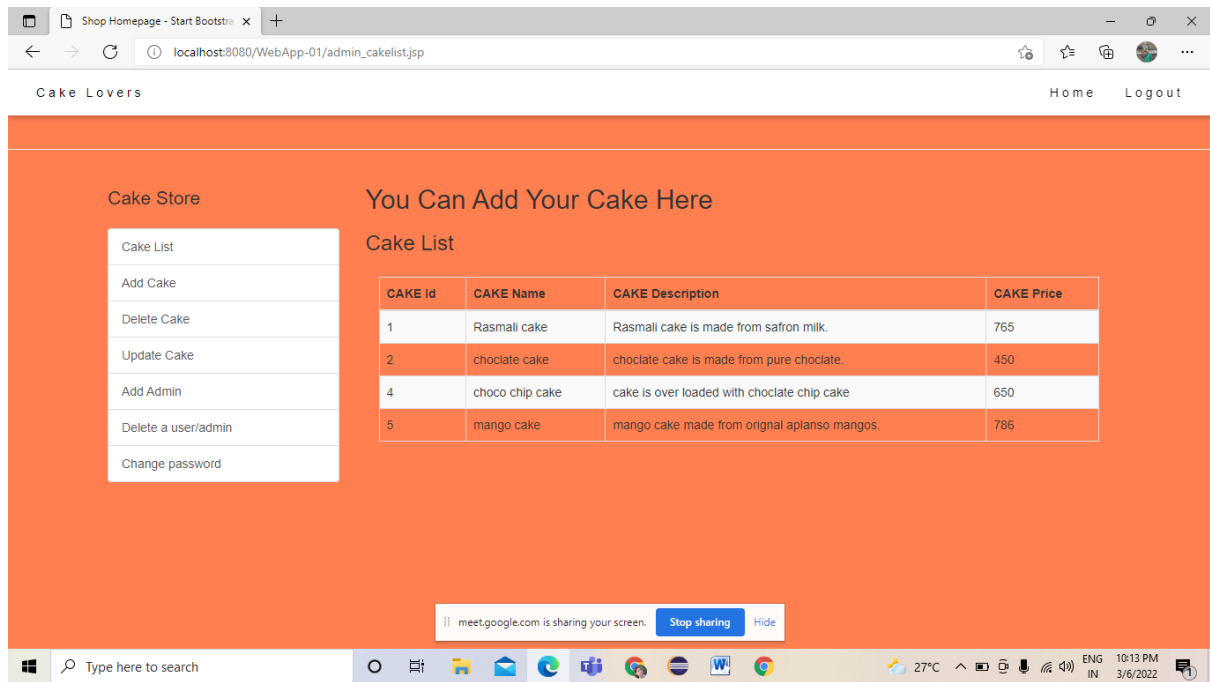 Shop Homepage - Start Bootstra
localhost:8080/WebApp-01/admin_cakelist.jsp
Cake Lovers Home Logout
Cake Store
You Can Add Your Cake Here
Cake List
Cake List
Add Cake
Delete Cake
Update Cake
Add Admin
Delete a user/admin
Change password
CAKE Id CAKE Name CAKE Description CAKE Price
1 Rasmali cake Rasmali cake is made from safron milk. 765
2 choclate cake choclate cake is made from pure choclate. 450
4 choco chip cake cake is over loaded with choclate chip cake 650
5 mango cake mango cake made from orignal aplanso mangos. 786
meet.google.com is sharing your screen. Stop sharing Hide
Type here to search
27°C
ENG
IN
10:13 PM
3/6/2022
1